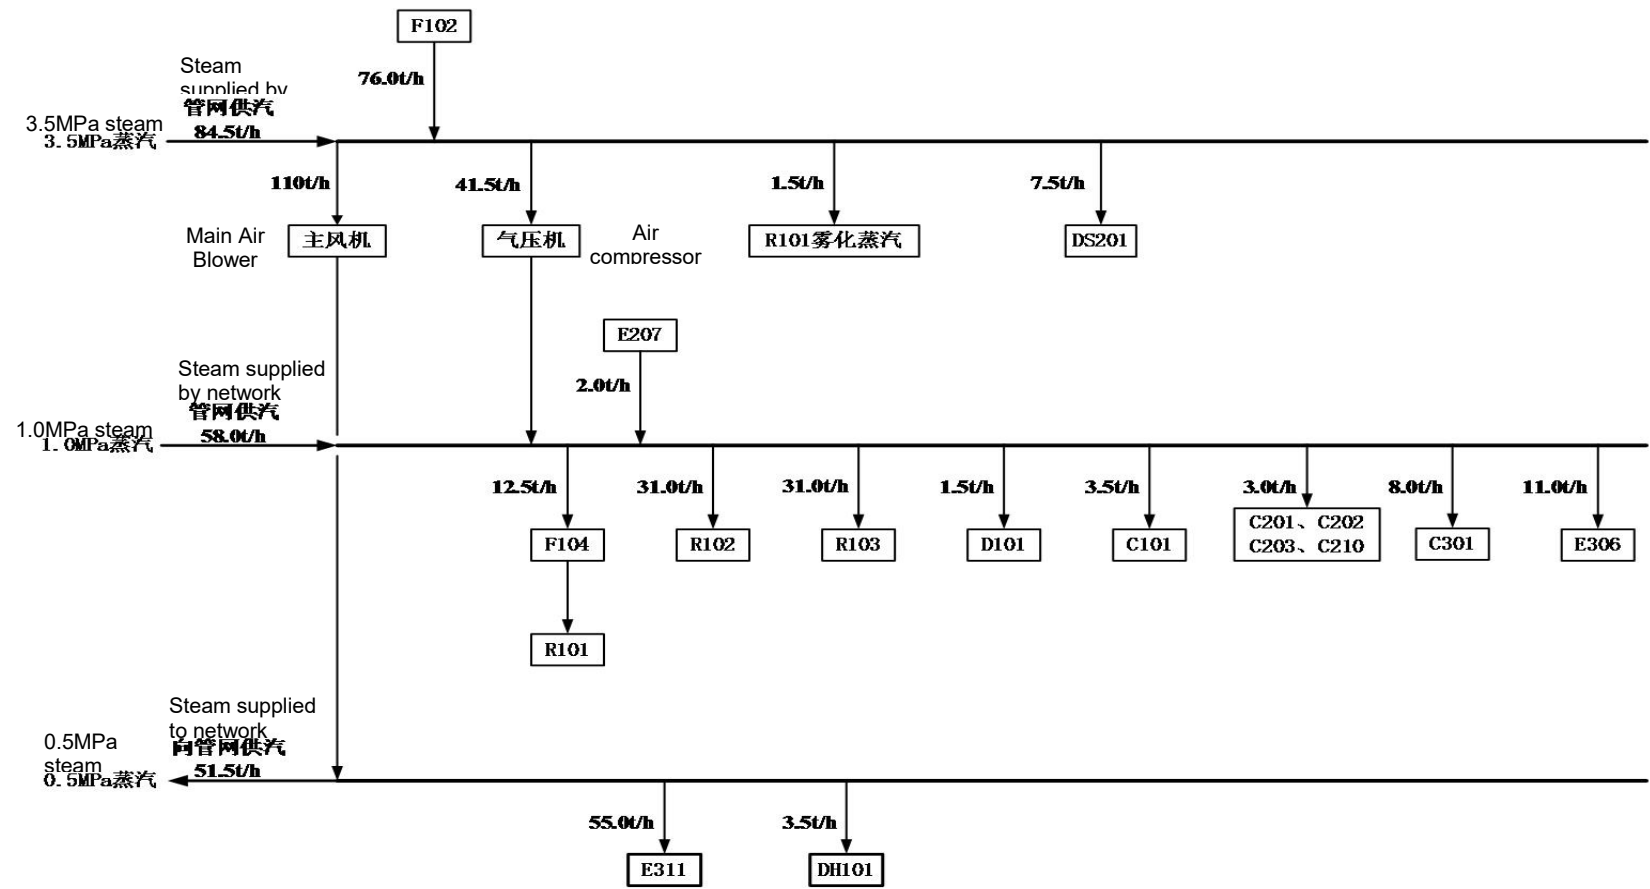 F102
76.0t/h
Steam
supplied by
管网供汽
84.5t/h
3.5MPa steam
3.5MPa蒸汽
110t/h
41.5t/h
1.5t/h
7.5t/h
Main Air
Blower
主风机
气压机
Air
compressor
R101雾化蒸汽
DS201
E207
2.0t/h
Steam supplied
by network
管网供汽
58.0t/h
1.0MPa steam
1.0MPa蒸汽
12.5t/h
31.0t/h
31.0t/h
1.5t/h
3.5t/h
3.0t/h
8.0t/h
11.0t/h
F104
R102
R103
D101
C101
C201、C202
C203、C210
C301
E306
R101
Steam supplied
to network
向管网供汽
51.5t/h
0.5MPa
steam
0.5MPa蒸汽
55.0t/h
3.5t/h
E311
DH101